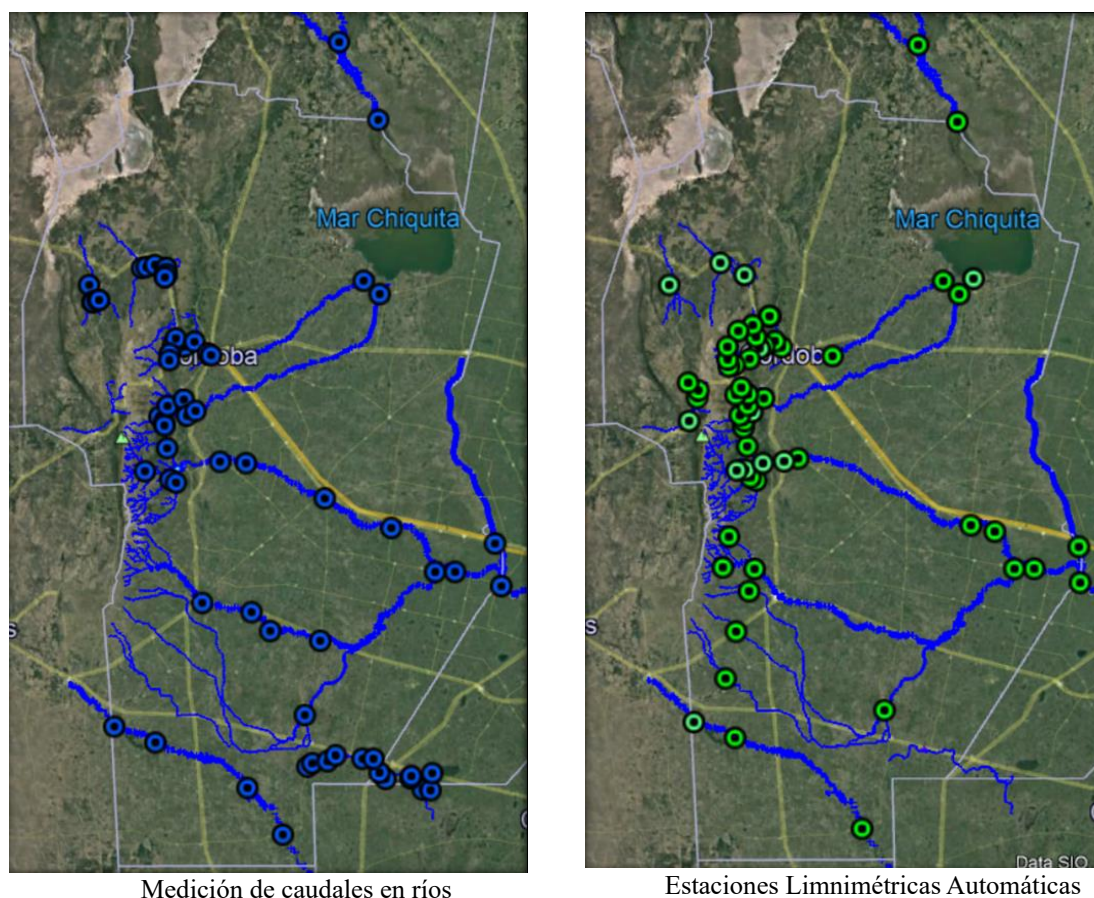 Mar Chiquita
Mar Chiquita
s
s
Data SIO
Medición de caudales en ríos
Estaciones Limnimétricas Automáticas